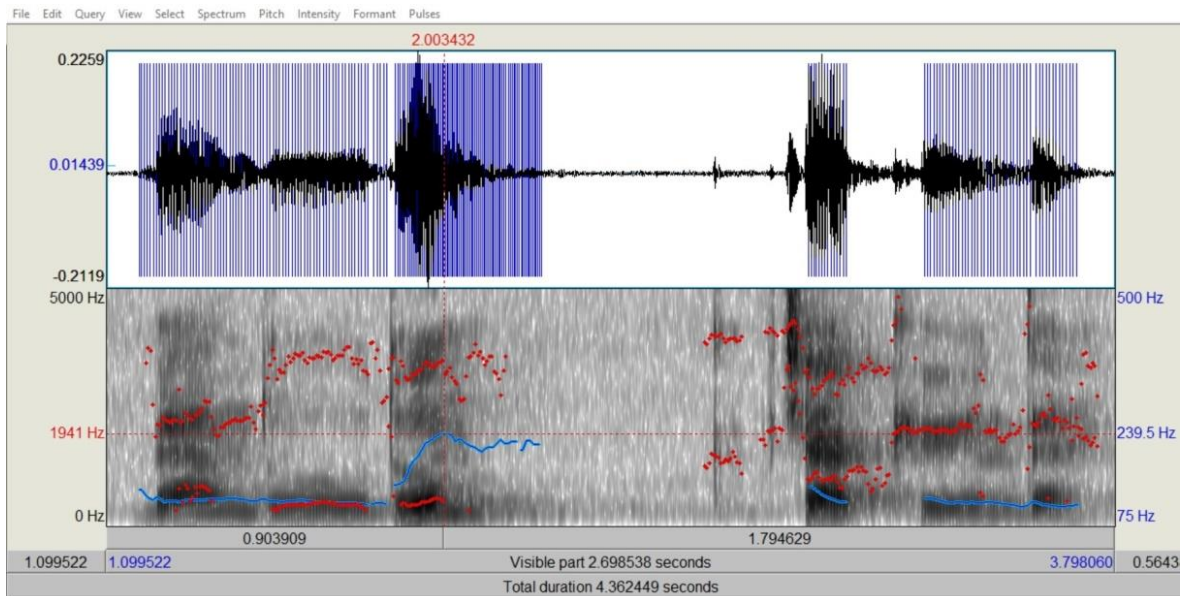 File Edit Query View Select Spectrum Pitch Intensity Formant Pulses
2.003432
0.2259
0.01439
-0.2119
5000 Hz 500 Hz
1941 Hz 239.5 Hz
0 Hz 75 Hz
0.903909 1.794629
1.099522 1.099522 Visible part 2.698538 seconds 3.798060 0.5643
Total duration 4.362449 seconds